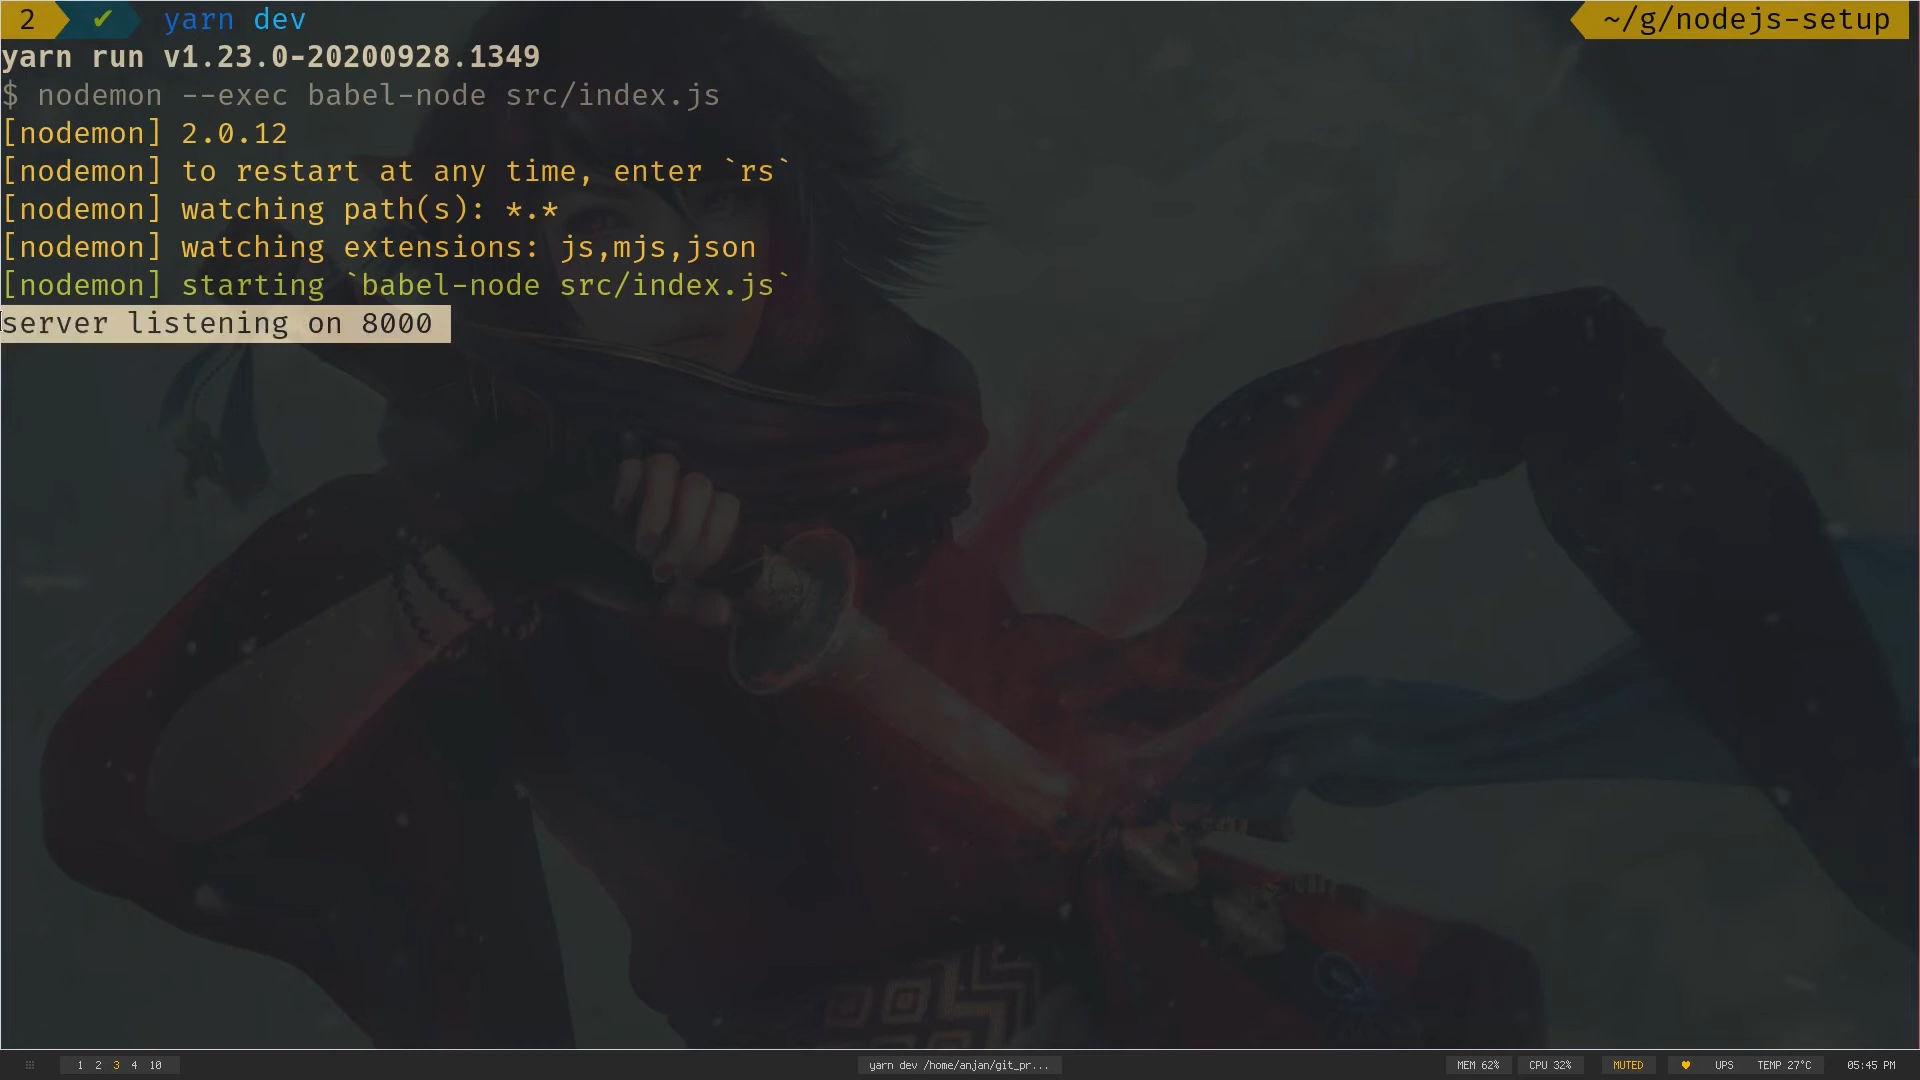 2 ✔ yarn dev ~/g/nodejs-setup
yarn run v1.23.0-20200928.1349
$ nodemon --exec babel-node src/index.js
[nodemon] 2.0.12
[nodemon] to restart at any time, enter `rs`
[nodemon] watching path(s): *.*
[nodemon] watching extensions: js,mjs,json
[nodemon] starting `babel-node src/index.js`
server listening on 8000
1 2 3 4 10 yarn dev /home/anjan/git_pr... MEM 62% CPU 32% MUTED ♥ UPS TEMP 27°C 05:45 PM